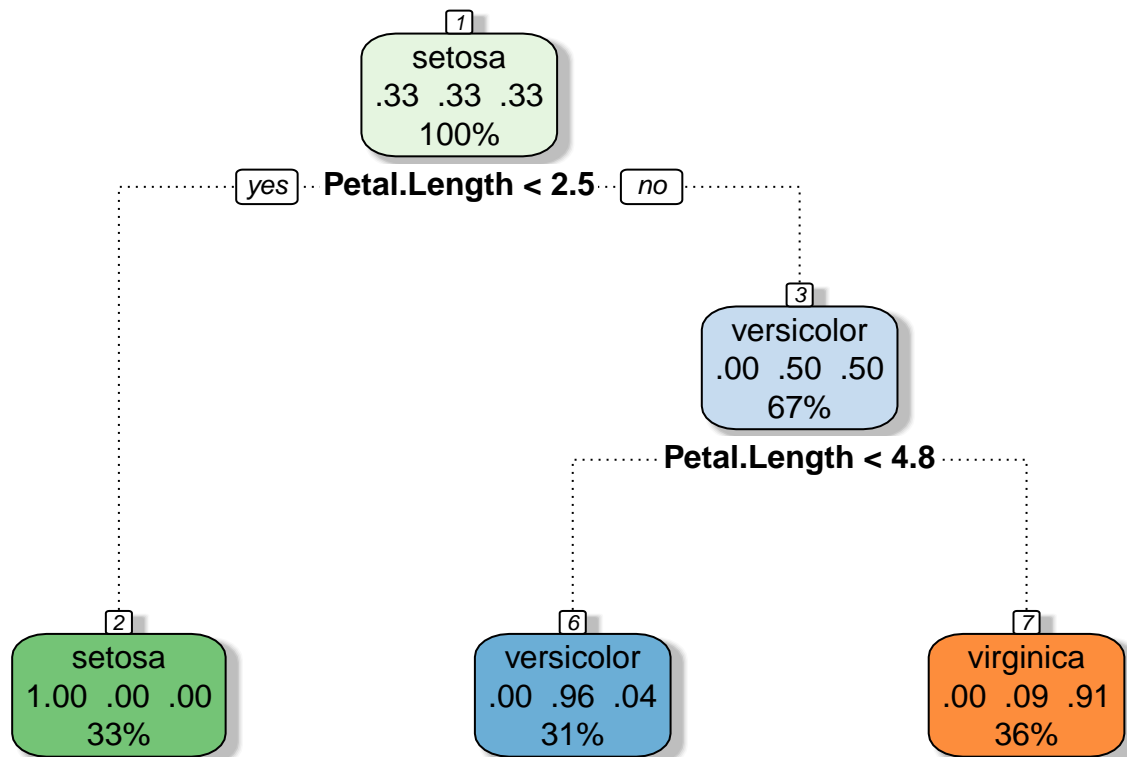 1
setosa
.33 .33 .33
100%
yes Petal.Length < 2.5 no
3
versicolor
.00 .50 .50
67%
Petal.Length < 4.8
2
setosa
1.00 .00 .00
33%
6
versicolor
.00 .96 .04
31%
7
virginica
.00 .09 .91
36%